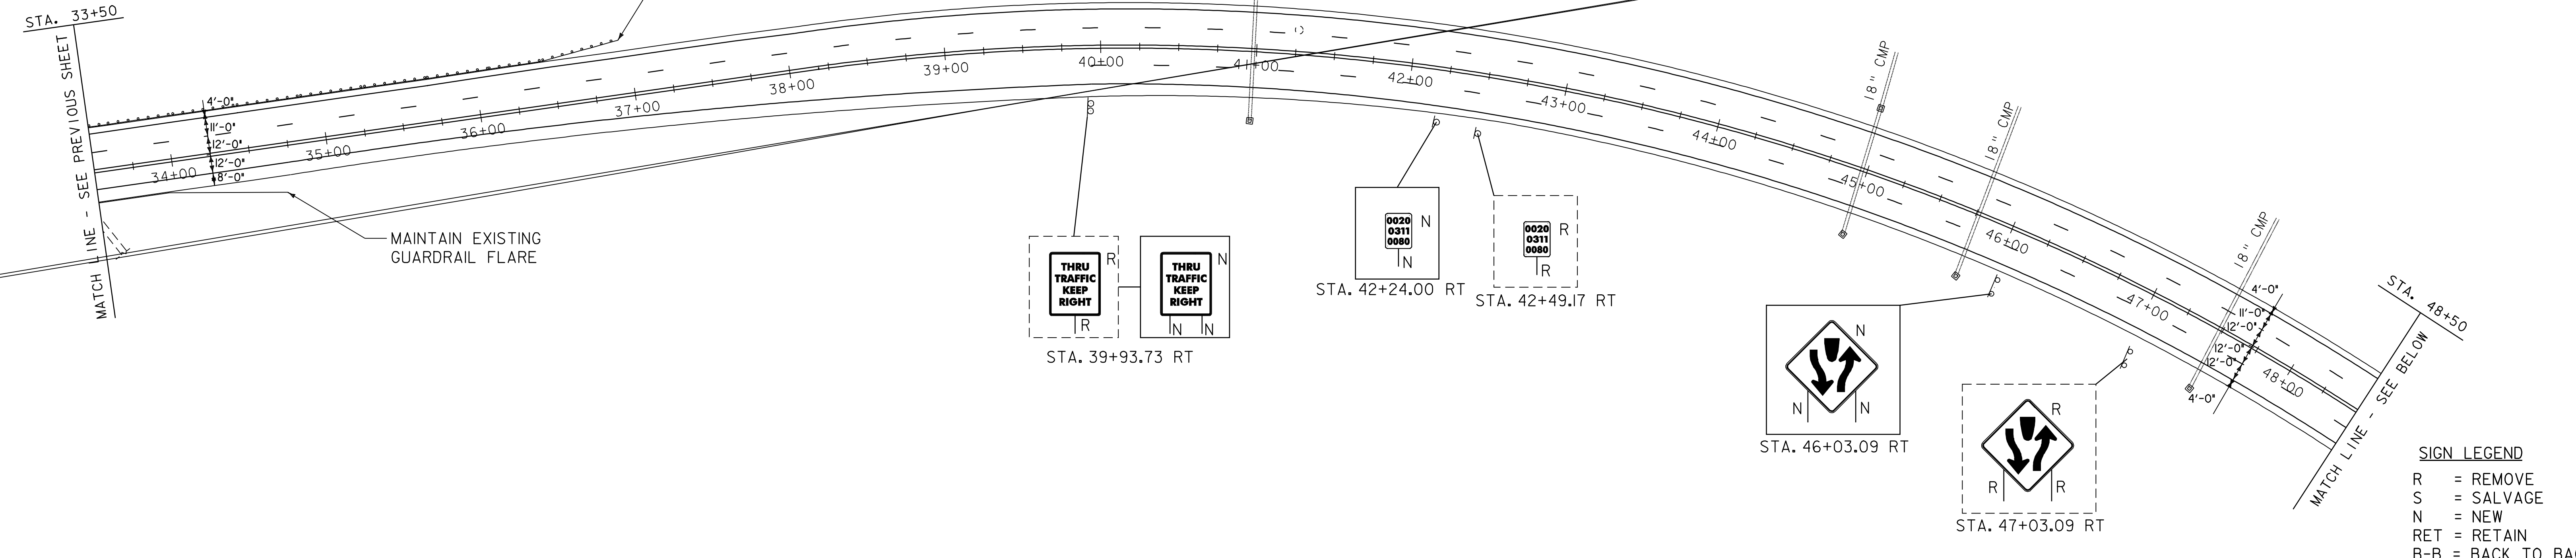 STA. 33+50
MATCH LINE - SEE PREVIOUS SHEET
4'-0"
11'-0"
12'-0"
12'-0"
8'-0"
34+00
35+00
36+00
37+00
38+00
39+00
40+00
41+00
42+00
43+00
44+00
45+00
46+00
47+00
48+00
MAINTAIN EXISTING
GUARDRAIL FLARE
THRU
TRAFFIC
KEEP
RIGHT
R
R
THRU
TRAFFIC
KEEP
RIGHT
N
N N
STA. 39+93.73 RT
0020
0311
0080
N
N
STA. 42+24.00 RT
0020
0311
0080
R
R
STA. 42+49.17 RT
18" CMP
18" CMP
18" CMP
N
N N
STA. 46+03.09 RT
R
R R
STA. 47+03.09 RT
4'-0"
11'-0"
12'-0"
12'-0"
12'-0"
4'-0"
STA. 48+50
MATCH LINE - SEE BELOW
SIGN LEGEND
R = REMOVE
S = SALVAGE
N = NEW
RET = RETAIN
B-B = BACK TO BA